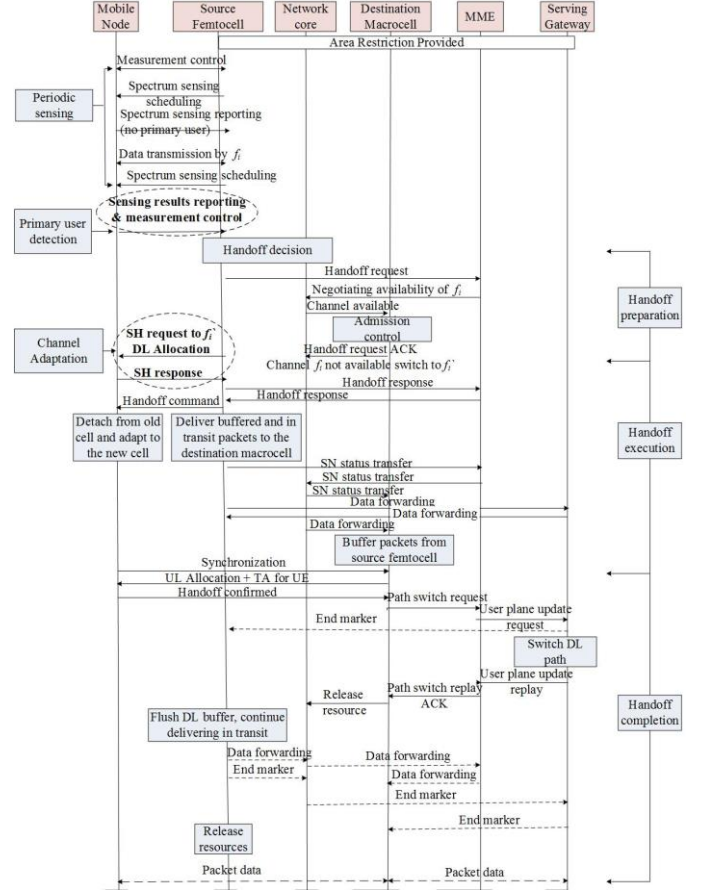 Mobile
Node
Source
Femtocell
Network
core
Destination
Macrocell
MME
Serving
Gateway
Area Restriction Provided
Measurement control
Periodic
sensing
Spectrum sensing
scheduling
Spectrum sensing reporting
(no primary user)
Data transmission by fi
Spectrum sensing scheduling
Sensing results reporting
& measurement control
Primary user
detection
Handoff decision
Handoff request
Negotiating availability of fi
Channel available
Handoff
preparation
Admission
control
Channel
Adaptation
SH request to fi'
DL Allocation
Handoff request ACK
Channel fi not available switch to fi'
SH response
Handoff response
Handoff response
Handoff command
Detach from old
cell and adapt to
the new cell
Deliver buffered and in
transit packets to the
destination macrocell
Handoff
execution
SN status transfer
SN status transfer
SN status transfer
Data forwarding
Data forwarding
Data forwarding
Buffer packets from
source femtocell
Synchronization
UL Allocation + TA for UE
Handoff confirmed
Path switch request
User plane update
request
End marker
Switch DL
path
User plane update
replay
Path switch replay
ACK
Release
resource
Flush DL buffer, continue
delivering in transit
Handoff
completion
Data forwarding
Data forwarding
End marker
Data forwarding
End marker
End marker
Release
resources
Packet data
Packet data